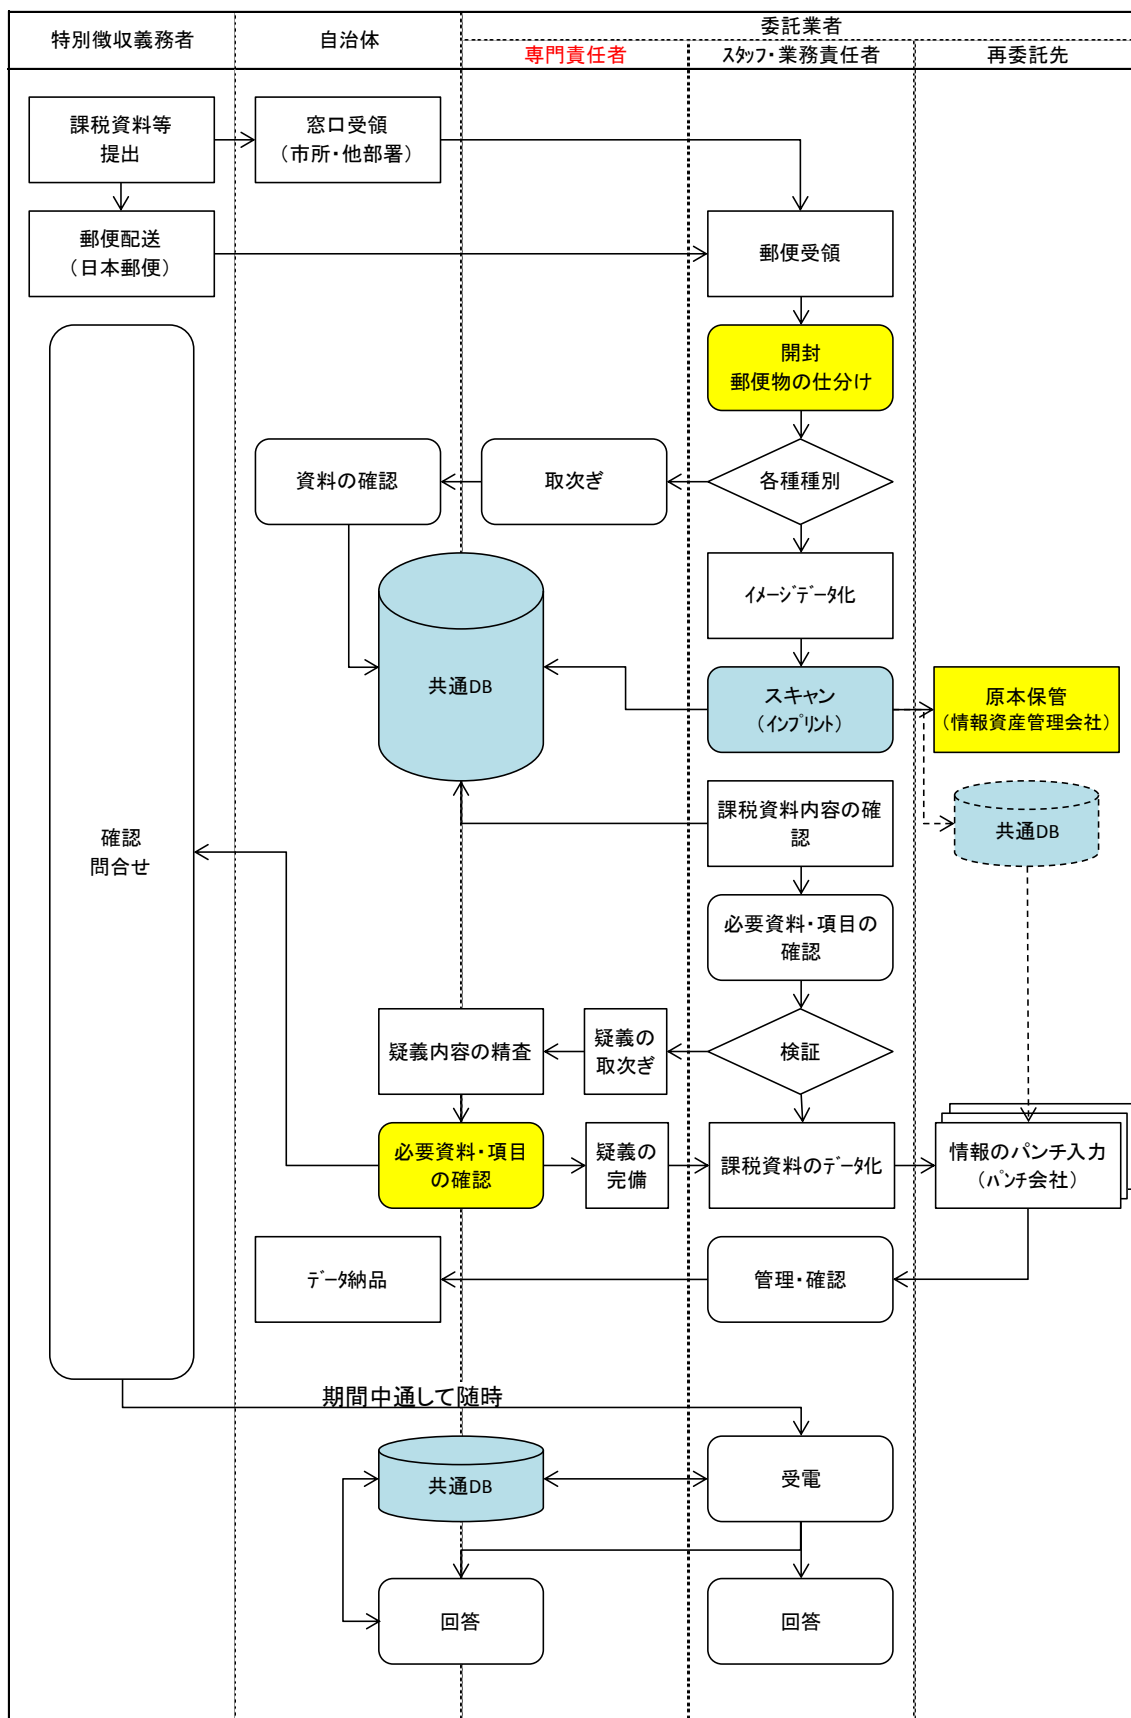 特別徴収義務者
自治体
委託業者
専門責任者
ｽﾀｯﾌ・業務責任者
再委託先
課税資料等
提出
窓口受領
（市所・他部署）
郵便配送
（日本郵便）
郵便受領
開封
郵便物の仕分け
資料の確認
取次ぎ
各種種別
ｲﾒｰｼﾞﾃﾞｰﾀ化
共通DB
スキャン
（ｲﾝﾌﾟﾘﾝﾄ）
原本保管
（情報資産管理会社）
課税資料内容の確
認
共通DB
確認
問合せ
必要資料・項目の
確認
疑義内容の精査
疑義の
取次ぎ
検証
必要資料・項目
の確認
疑義の
完備
課税資料のﾃﾞｰﾀ化
情報のパンチ入力
（ﾊﾟﾝﾁ会社）
ﾃﾞｰﾀ納品
管理・確認
期間中通して随時
共通DB
受電
回答
回答